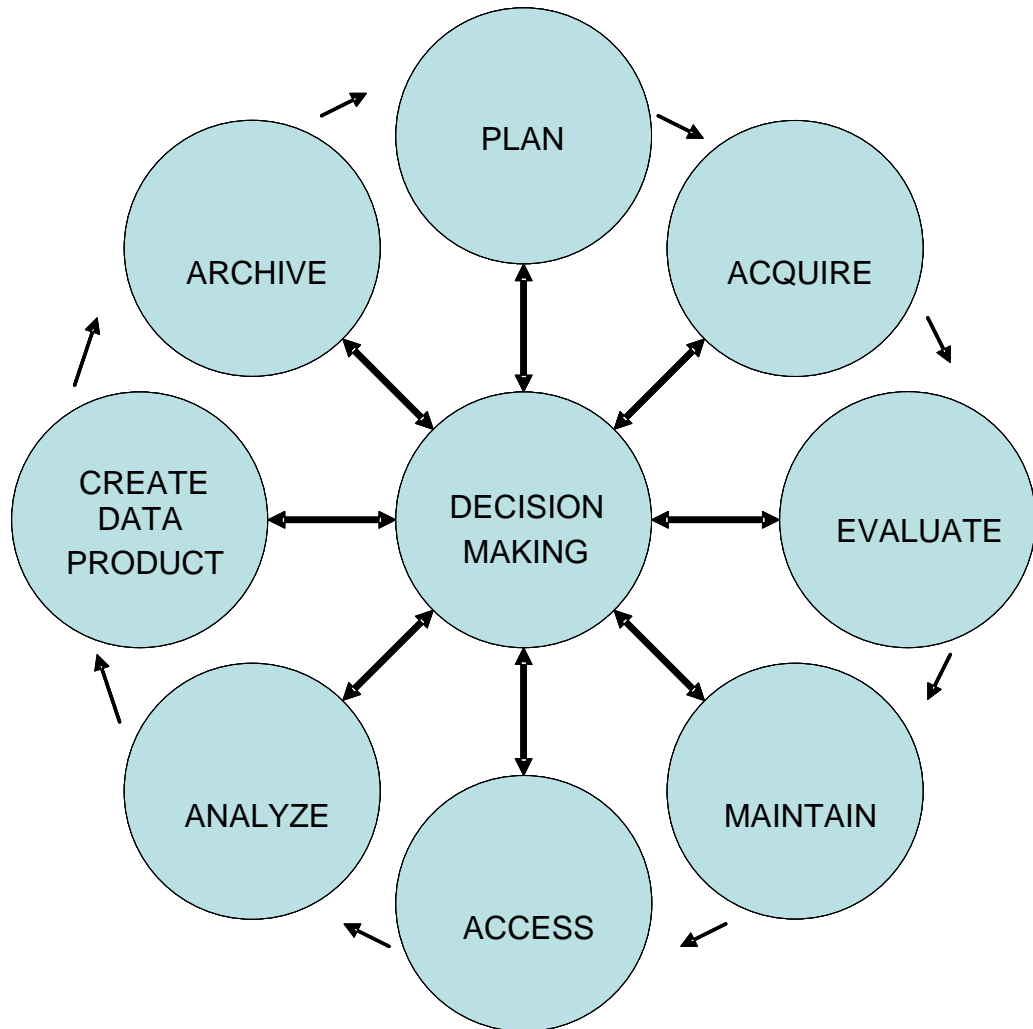 PLAN
ARCHIVE
ACQUIRE
CREATE
DATA
PRODUCT
DECISION
MAKING
EVALUATE
ANALYZE
MAINTAIN
ACCESS